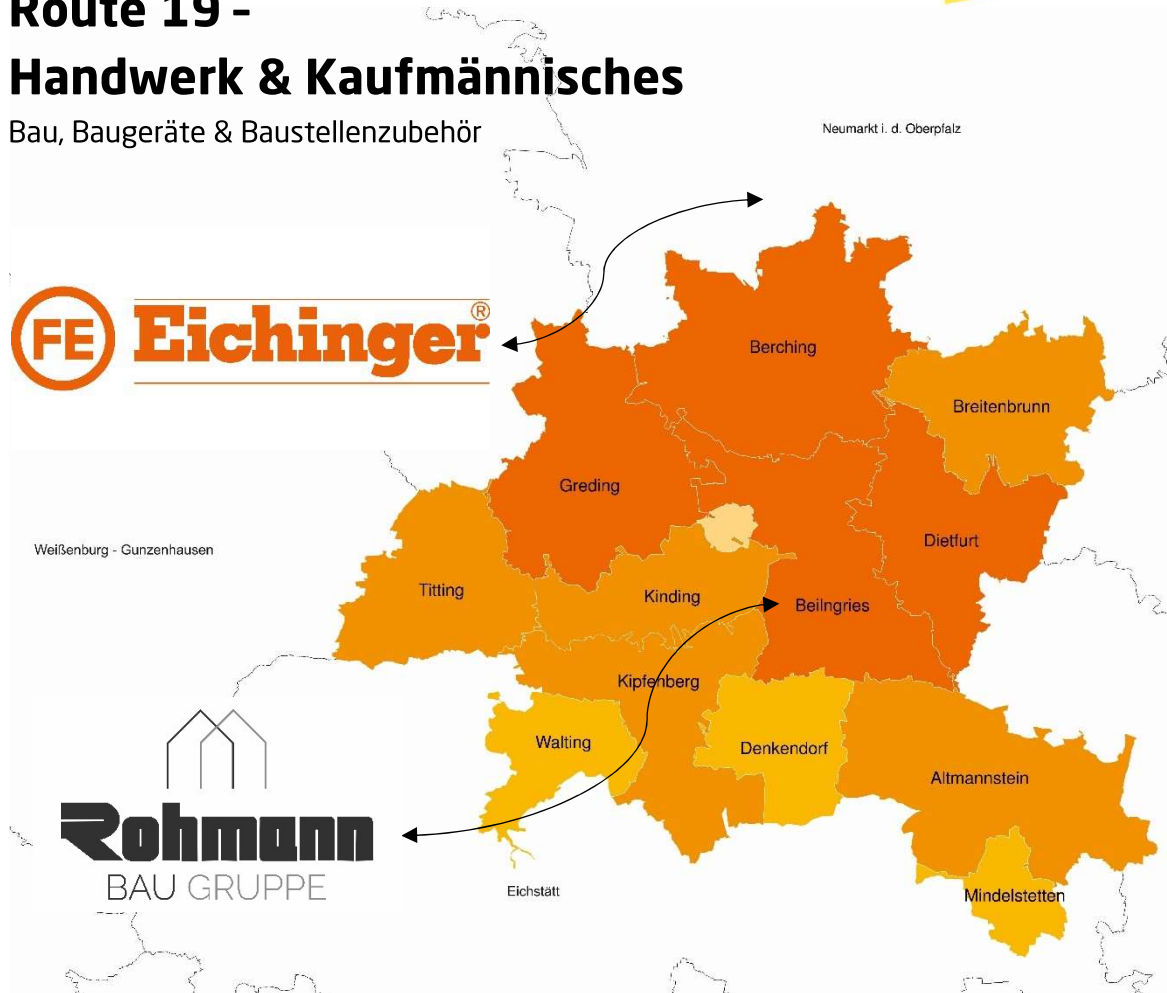 Route 19 –
Handwerk & Kaufmännisches
Bau, Baugeräte & Baustellenzubehör
Neumarkt i. d. Oberpfalz
FE Eichinger®
Berching
Breitenbrunn
Greding
Dietfurt
Weißenburg - Gunzenhausen
Titting
Kinding
Beilngries
Kipfenberg
Walting
Denkendorf
Altmannstein
Rohmann
BAU GRUPPE
Eichstätt
Mindelstetten